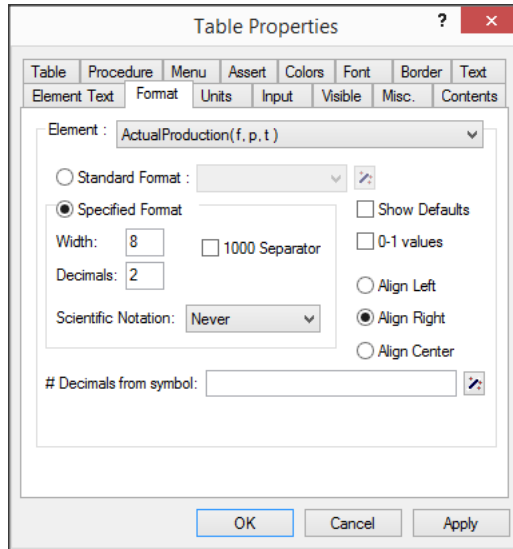 Table Properties ? ×
Table Procedure Menu Assert Colors Font Border Text
Element Text Format Units Input Visible Misc. Contents
Element : ActualProduction( f, p, t )
Standard Format :
Specified Format Show Defaults
Width: 8 1000 Separator 0-1 values
Decimals: 2 Align Left
Scientific Notation: Never Align Right
Align Center
# Decimals from symbol:
OK Cancel Apply